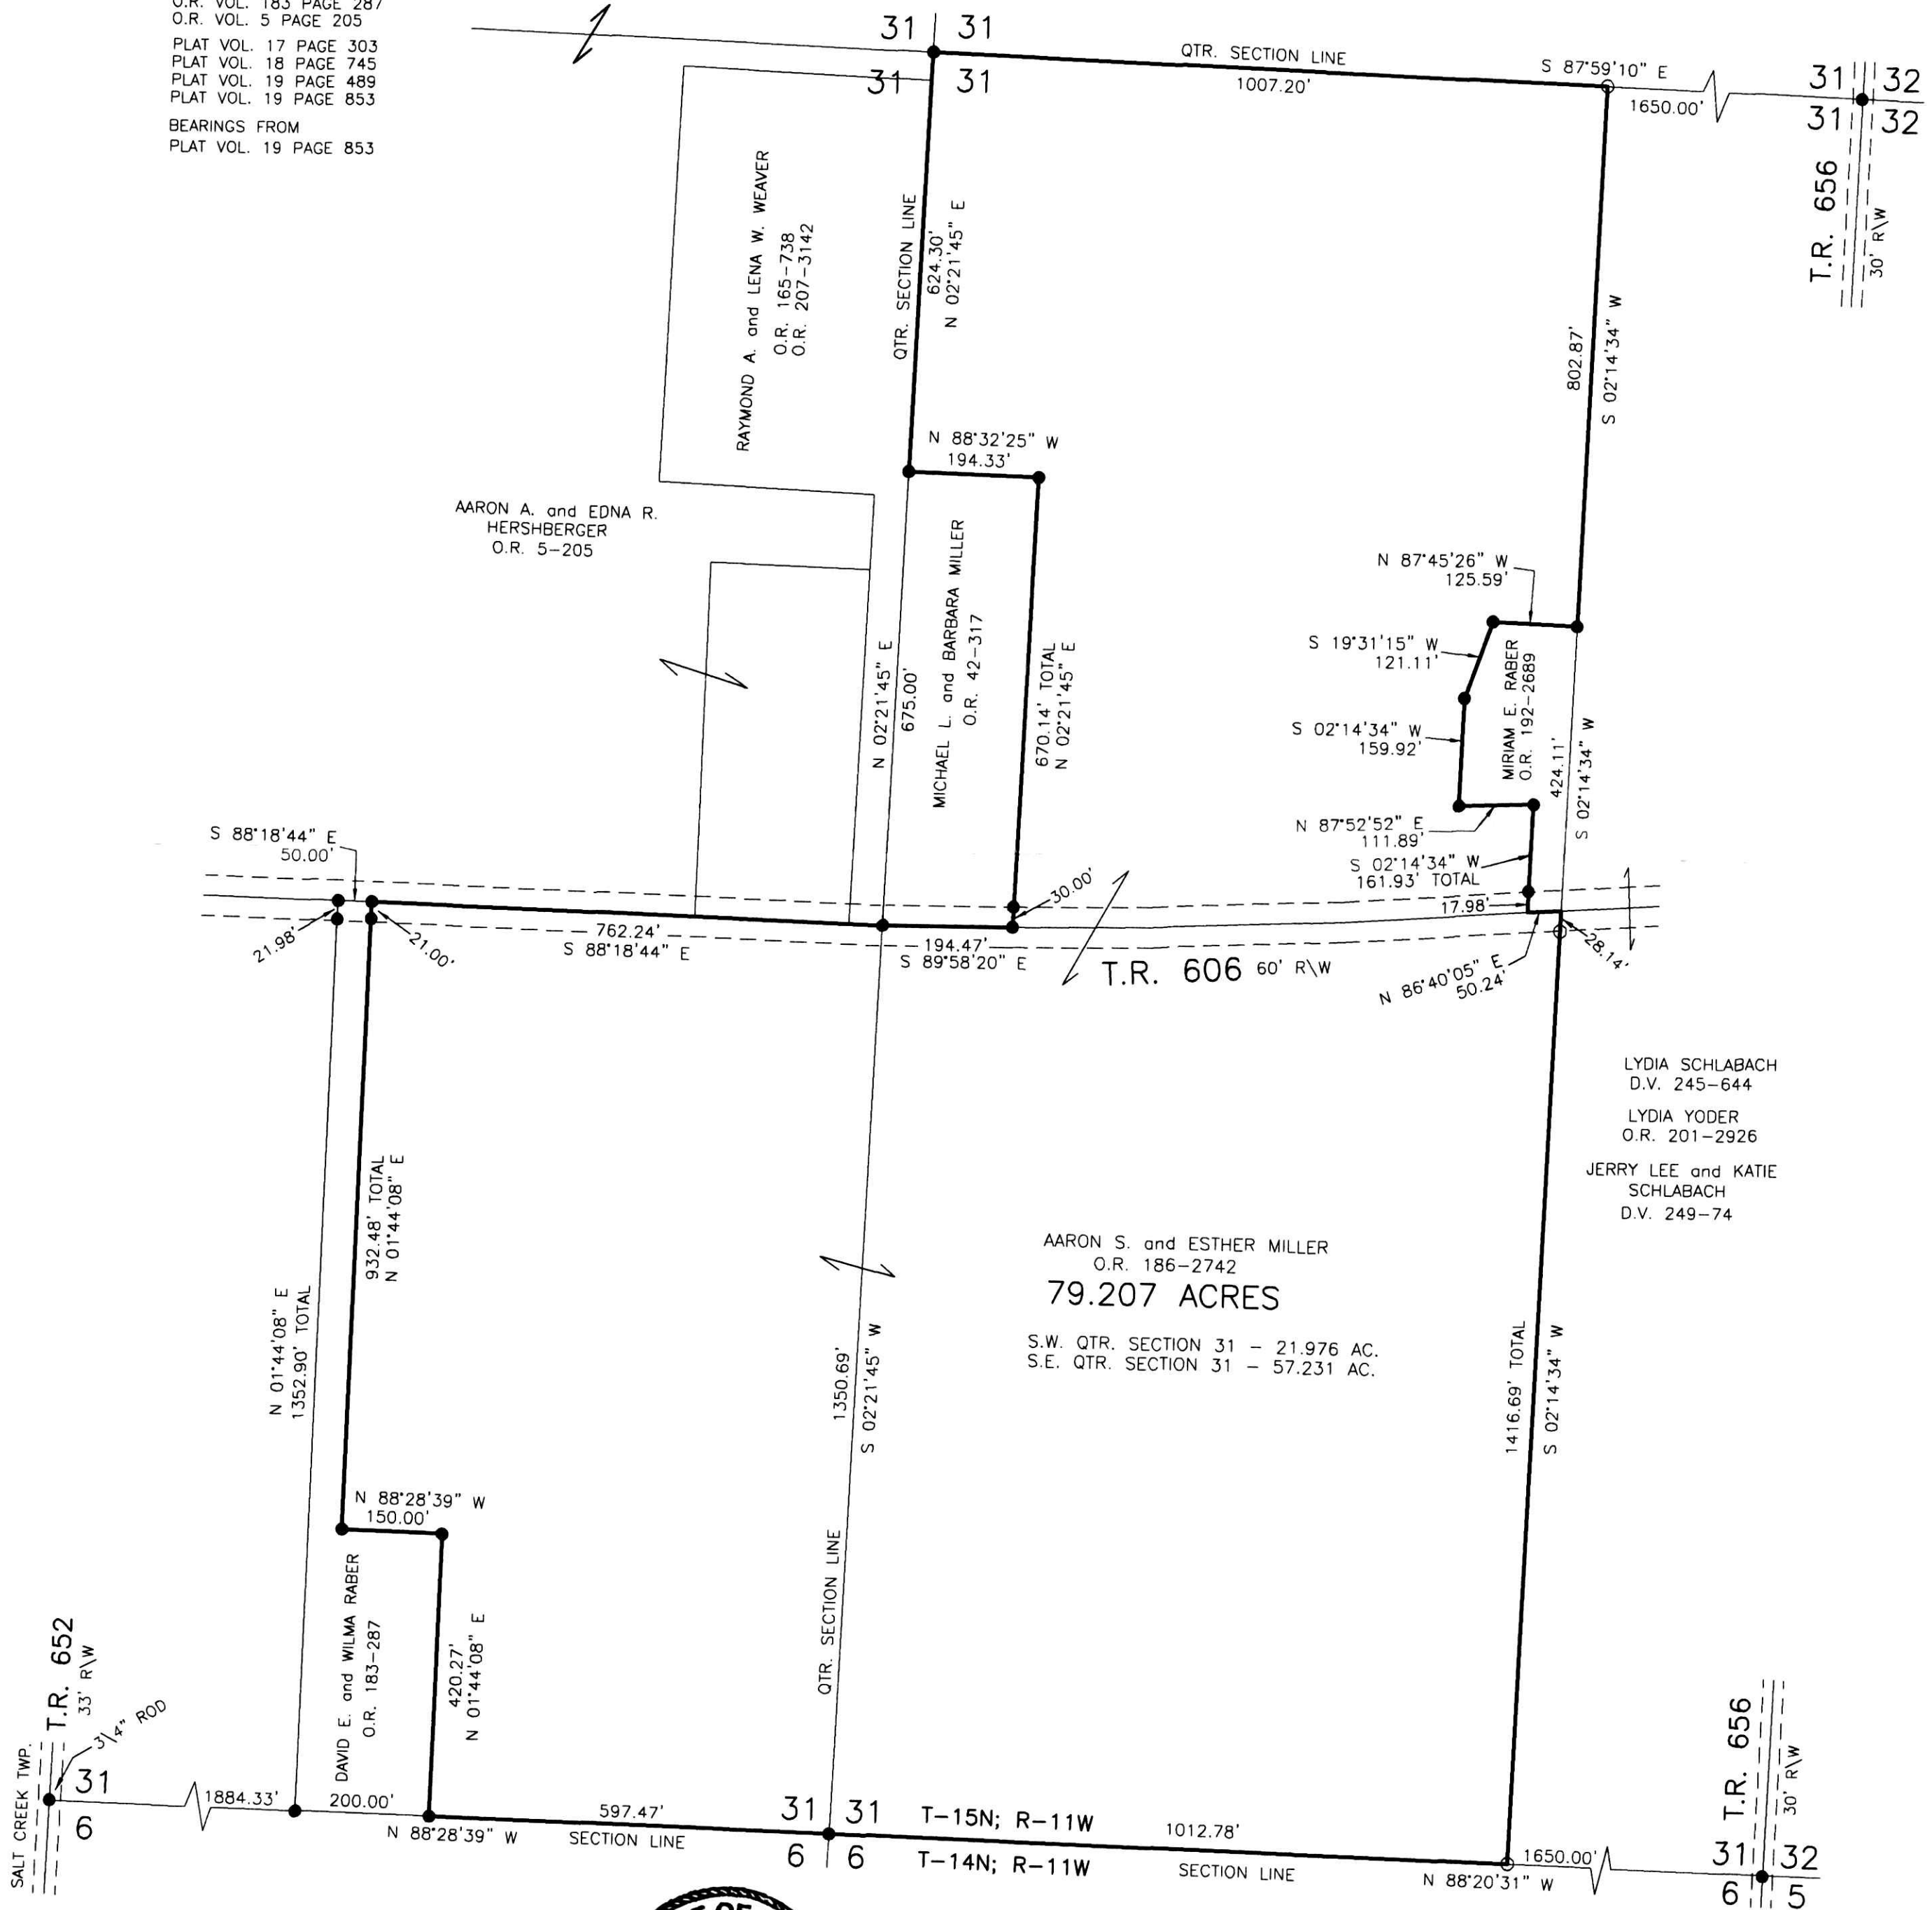 O.R. VOL. 183 PAGE 287
O.R. VOL. 5 PAGE 205
PLAT VOL. 17 PAGE 303
PLAT VOL. 18 PAGE 745
PLAT VOL. 19 PAGE 489
PLAT VOL. 19 PAGE 853
BEARINGS FROM
PLAT VOL. 19 PAGE 853
31 31
31 31
QTR. SECTION LINE
1007.20'
S 87°59'10" E
1650.00'
31 32
31 32
T.R. 656
30' R\W
RAYMOND A. and LENA W. WEAVER
O.R. 165-738
O.R. 207-3142
QTR. SECTION LINE
624.30'
N 02°21'45" E
802.87'
S 02°14'34" W
N 88°32'25" W
194.33'
AARON A. and EDNA R.
HERSHBERGER
O.R. 5-205
N 02°21'45" E
675.00'
MICHAEL L. and BARBARA MILLER
O.R. 42-317
670.14' TOTAL
N 02°21'45" E
N 87°45'26" W
125.59'
S 19°31'15" W
121.11'
S 02°14'34" W
159.92'
MIRIAM E. RABER
O.R. 192-2689
424.11'
S 02°14'34" W
N 87°52'52" E
111.89'
S 02°14'34" W
161.93' TOTAL
17.98'
S 88°18'44" E
50.00'
30.00'
21.98'
21.00'
762.24'
S 88°18'44" E
194.47'
S 89°58'20" E
T.R. 606 60' R\W
N 86°40'05" E
50.24'
28.14'
LYDIA SCHLABACH
D.V. 245-644
LYDIA YODER
O.R. 201-2926
JERRY LEE and KATIE
SCHLABACH
D.V. 249-74
932.48' TOTAL
N 01°44'08" E
N 01°44'08" E
1352.90' TOTAL
AARON S. and ESTHER MILLER
O.R. 186-2742
79.207 ACRES
S.W. QTR. SECTION 31 - 21.976 AC.
S.E. QTR. SECTION 31 - 57.231 AC.
1350.69'
S 02°21'45" W
QTR. SECTION LINE
1416.69' TOTAL
S 02°14'34" W
N 88°28'39" W
150.00'
DAVID E. and WILMA RABER
O.R. 183-287
420.27'
N 01°44'08" E
SALT CREEK TWP.
T.R. 652
33' R\W
3\4" ROD
31
6
1884.33'
200.00'
N 88°28'39" W
597.47'
SECTION LINE
31 31
6 6
T-15N; R-11W
T-14N; R-11W
1012.78'
SECTION LINE
N 88°20'31" W
1650.00'
T.R. 656
30' R\W
31 32
6 5
OF